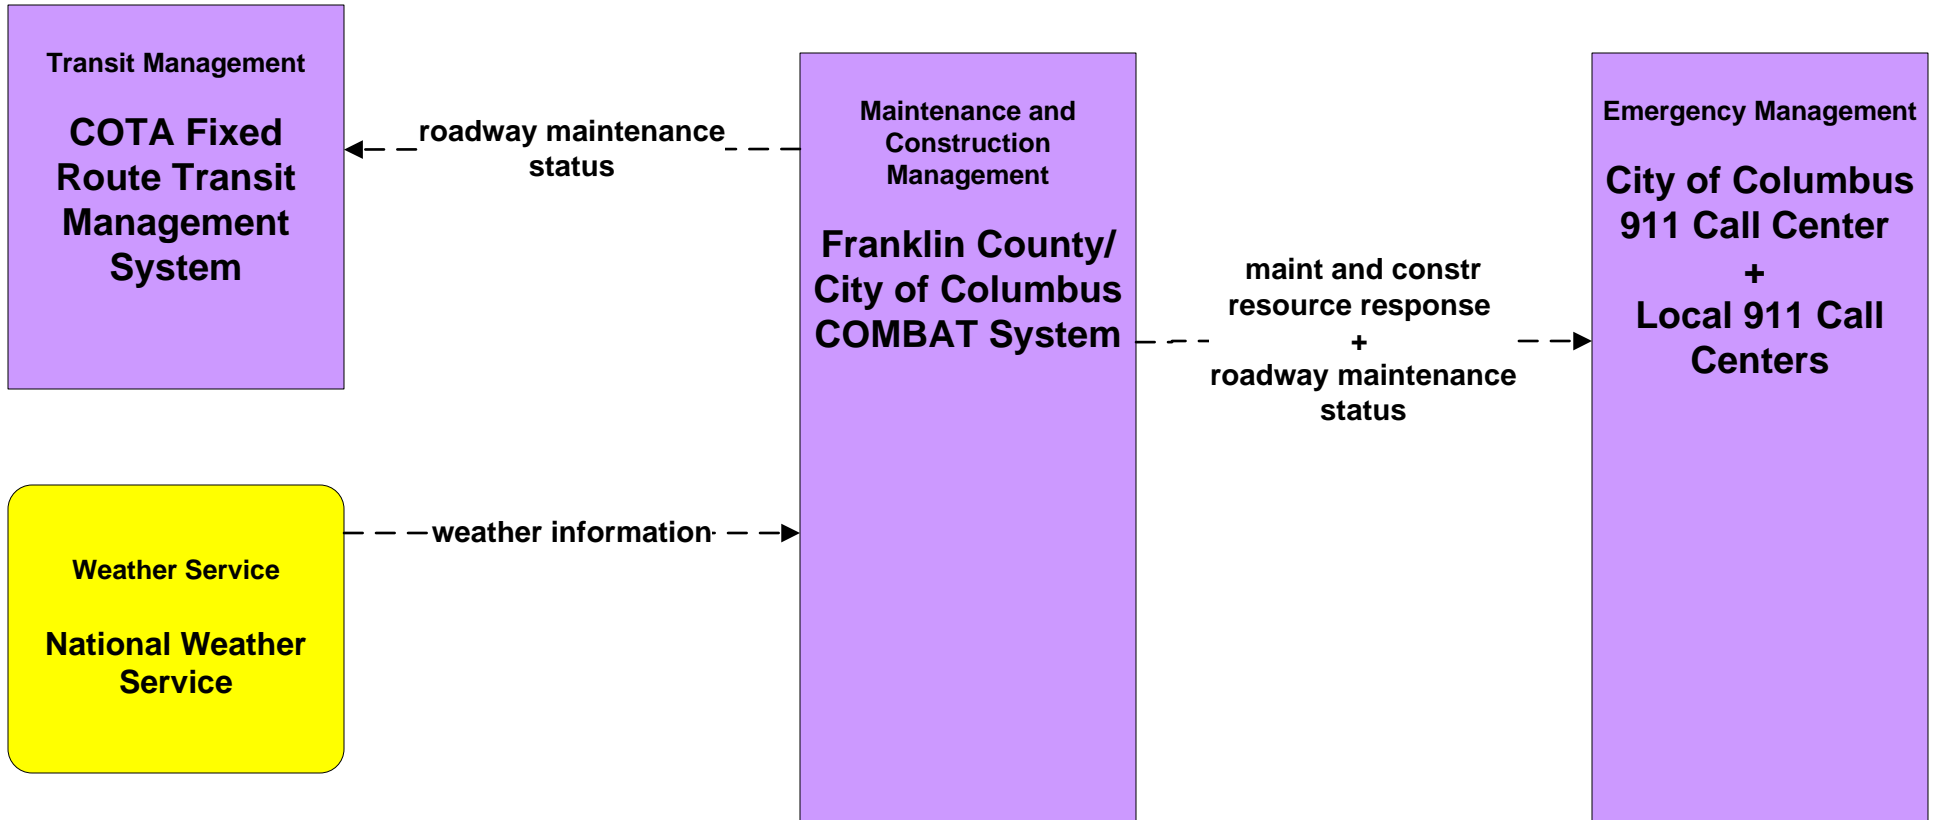 Transit Management
COTA Fixed
Route Transit
Management
System
roadway maintenance
status
Maintenance and
Construction
Management
Franklin County/
City of Columbus
COMBAT System
maint and constr
resource response
+
roadway maintenance
status
Emergency Management
City of Columbus
911 Call Center
+
Local 911 Call
Centers
Weather Service
National Weather
Service
weather information